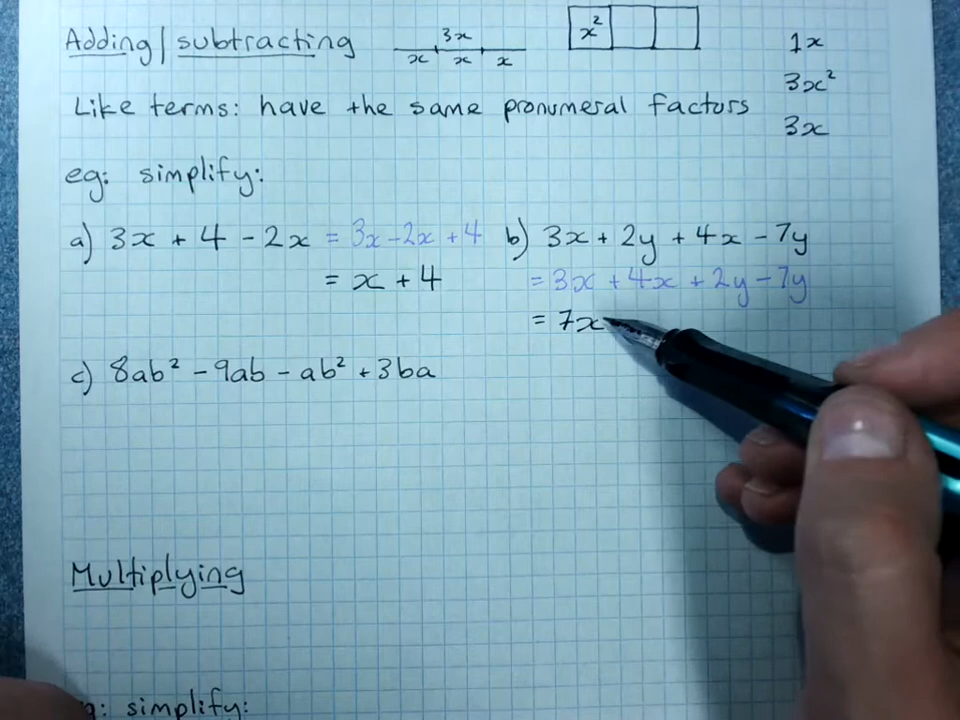 Adding/subtracting
3x
x x x
x²
1x
3x²
3x
Like terms: have the same pronumeral factors
eg: simplify:
a) 3x + 4 - 2x = 3x - 2x + 4
= x + 4
b) 3x + 2y + 4x - 7y
= 3x + 4x + 2y - 7y
= 7x
c) 8ab² - 9ab - ab² + 3ba
Multiplying
simplify: